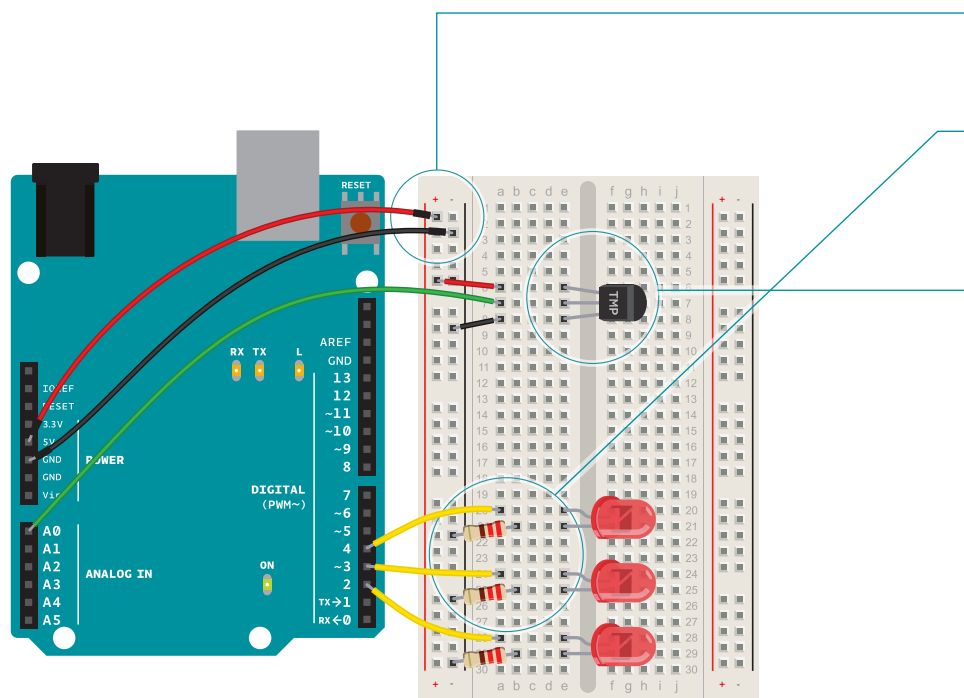 RESET
RX TX L
AREF
GND
13
12
~11
~10
~9
8
IOREF
RESET
3.3V
5V
GND
GND
Vin
POWER
DIGITAL
(PWM~)
7
~6
~5
4
~3
2
TX→1
RX←0
A0
A1
A2
A3
A4
A5
ANALOG IN
ON
+ -
a b c d e
f g h i j
+ -
TMP
1
2
3
4
5
6
7
8
9
10
11
12
13
14
15
16
17
18
19
20
21
22
23
24
25
26
27
28
29
30
+ -
a b c d e
f g h i j
+ -